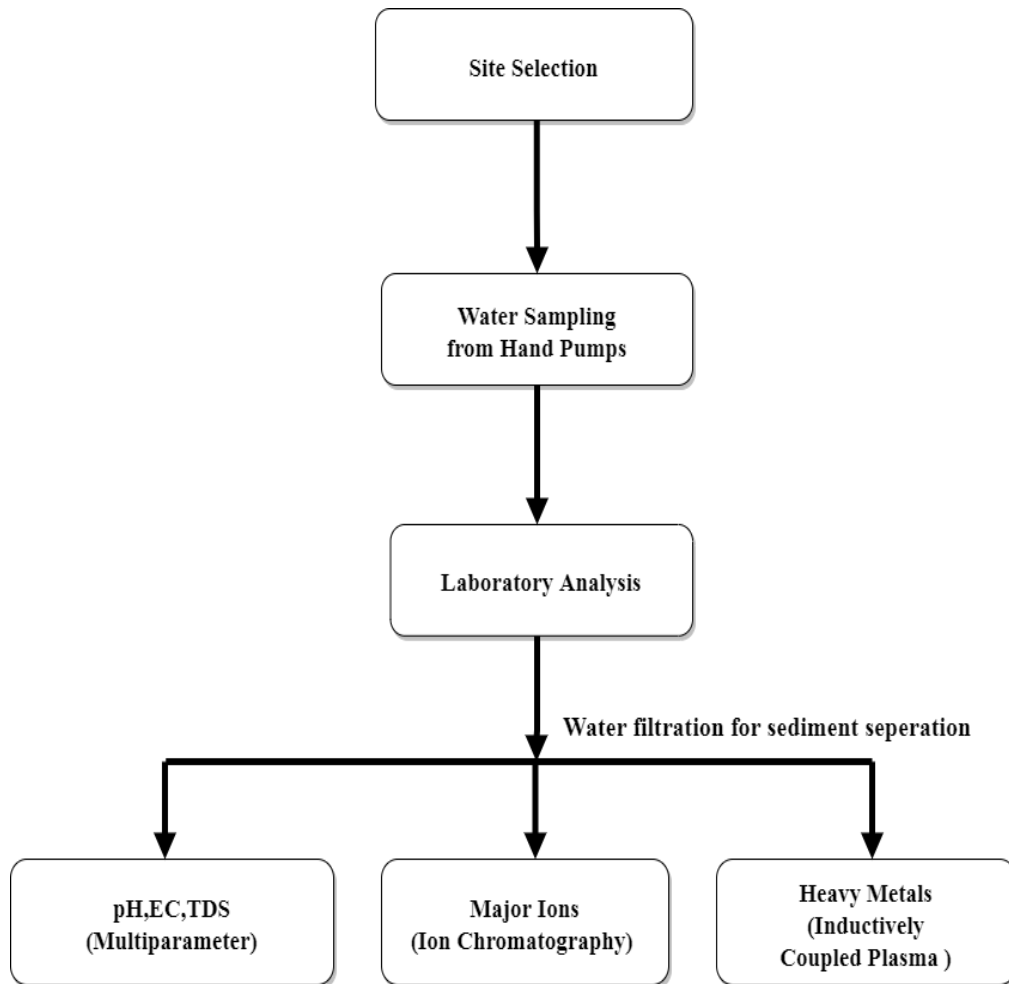 Site Selection
Water Sampling
from Hand Pumps
Laboratory Analysis
Water filtration for sediment seperation
pH,EC,TDS
(Multiparameter)
Major Ions
(Ion Chromatography)
Heavy Metals
(Inductively
Coupled Plasma )